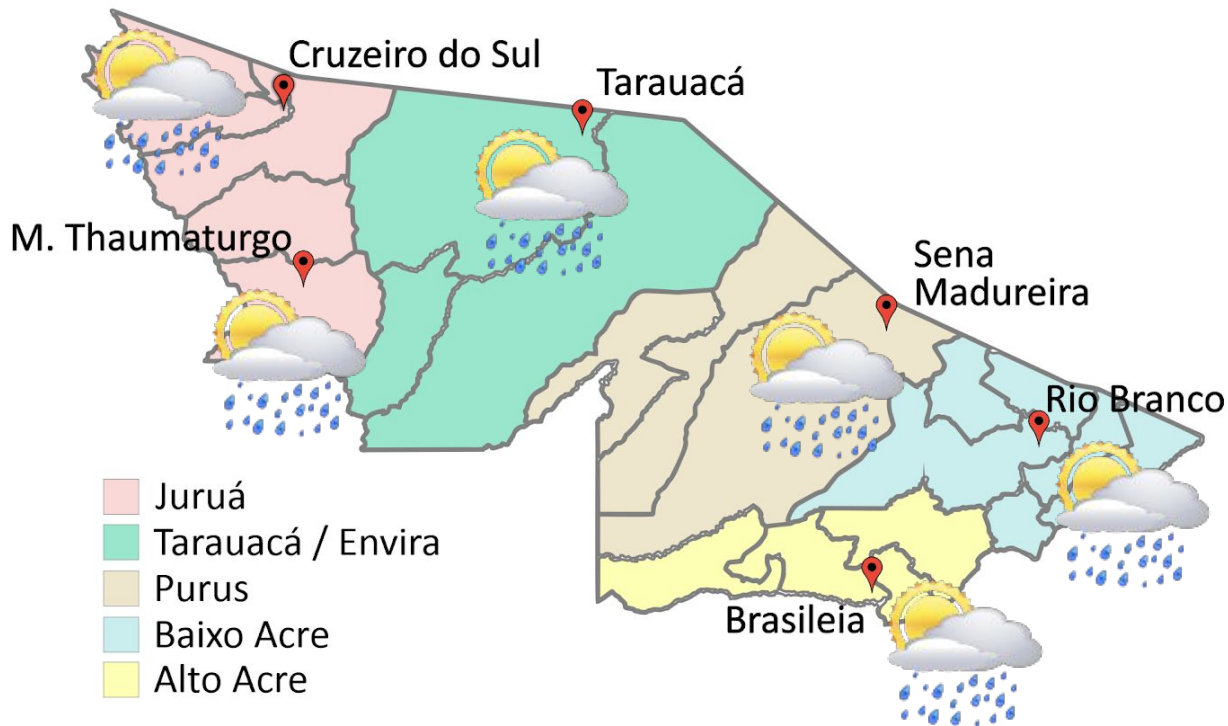 Cruzeiro do Sul
Tarauacá
M. Thaumaturgo
Sena
Madureira
Rio Branco
Brasileia
Juruá
Tarauacá / Envira
Purus
Baixo Acre
Alto Acre